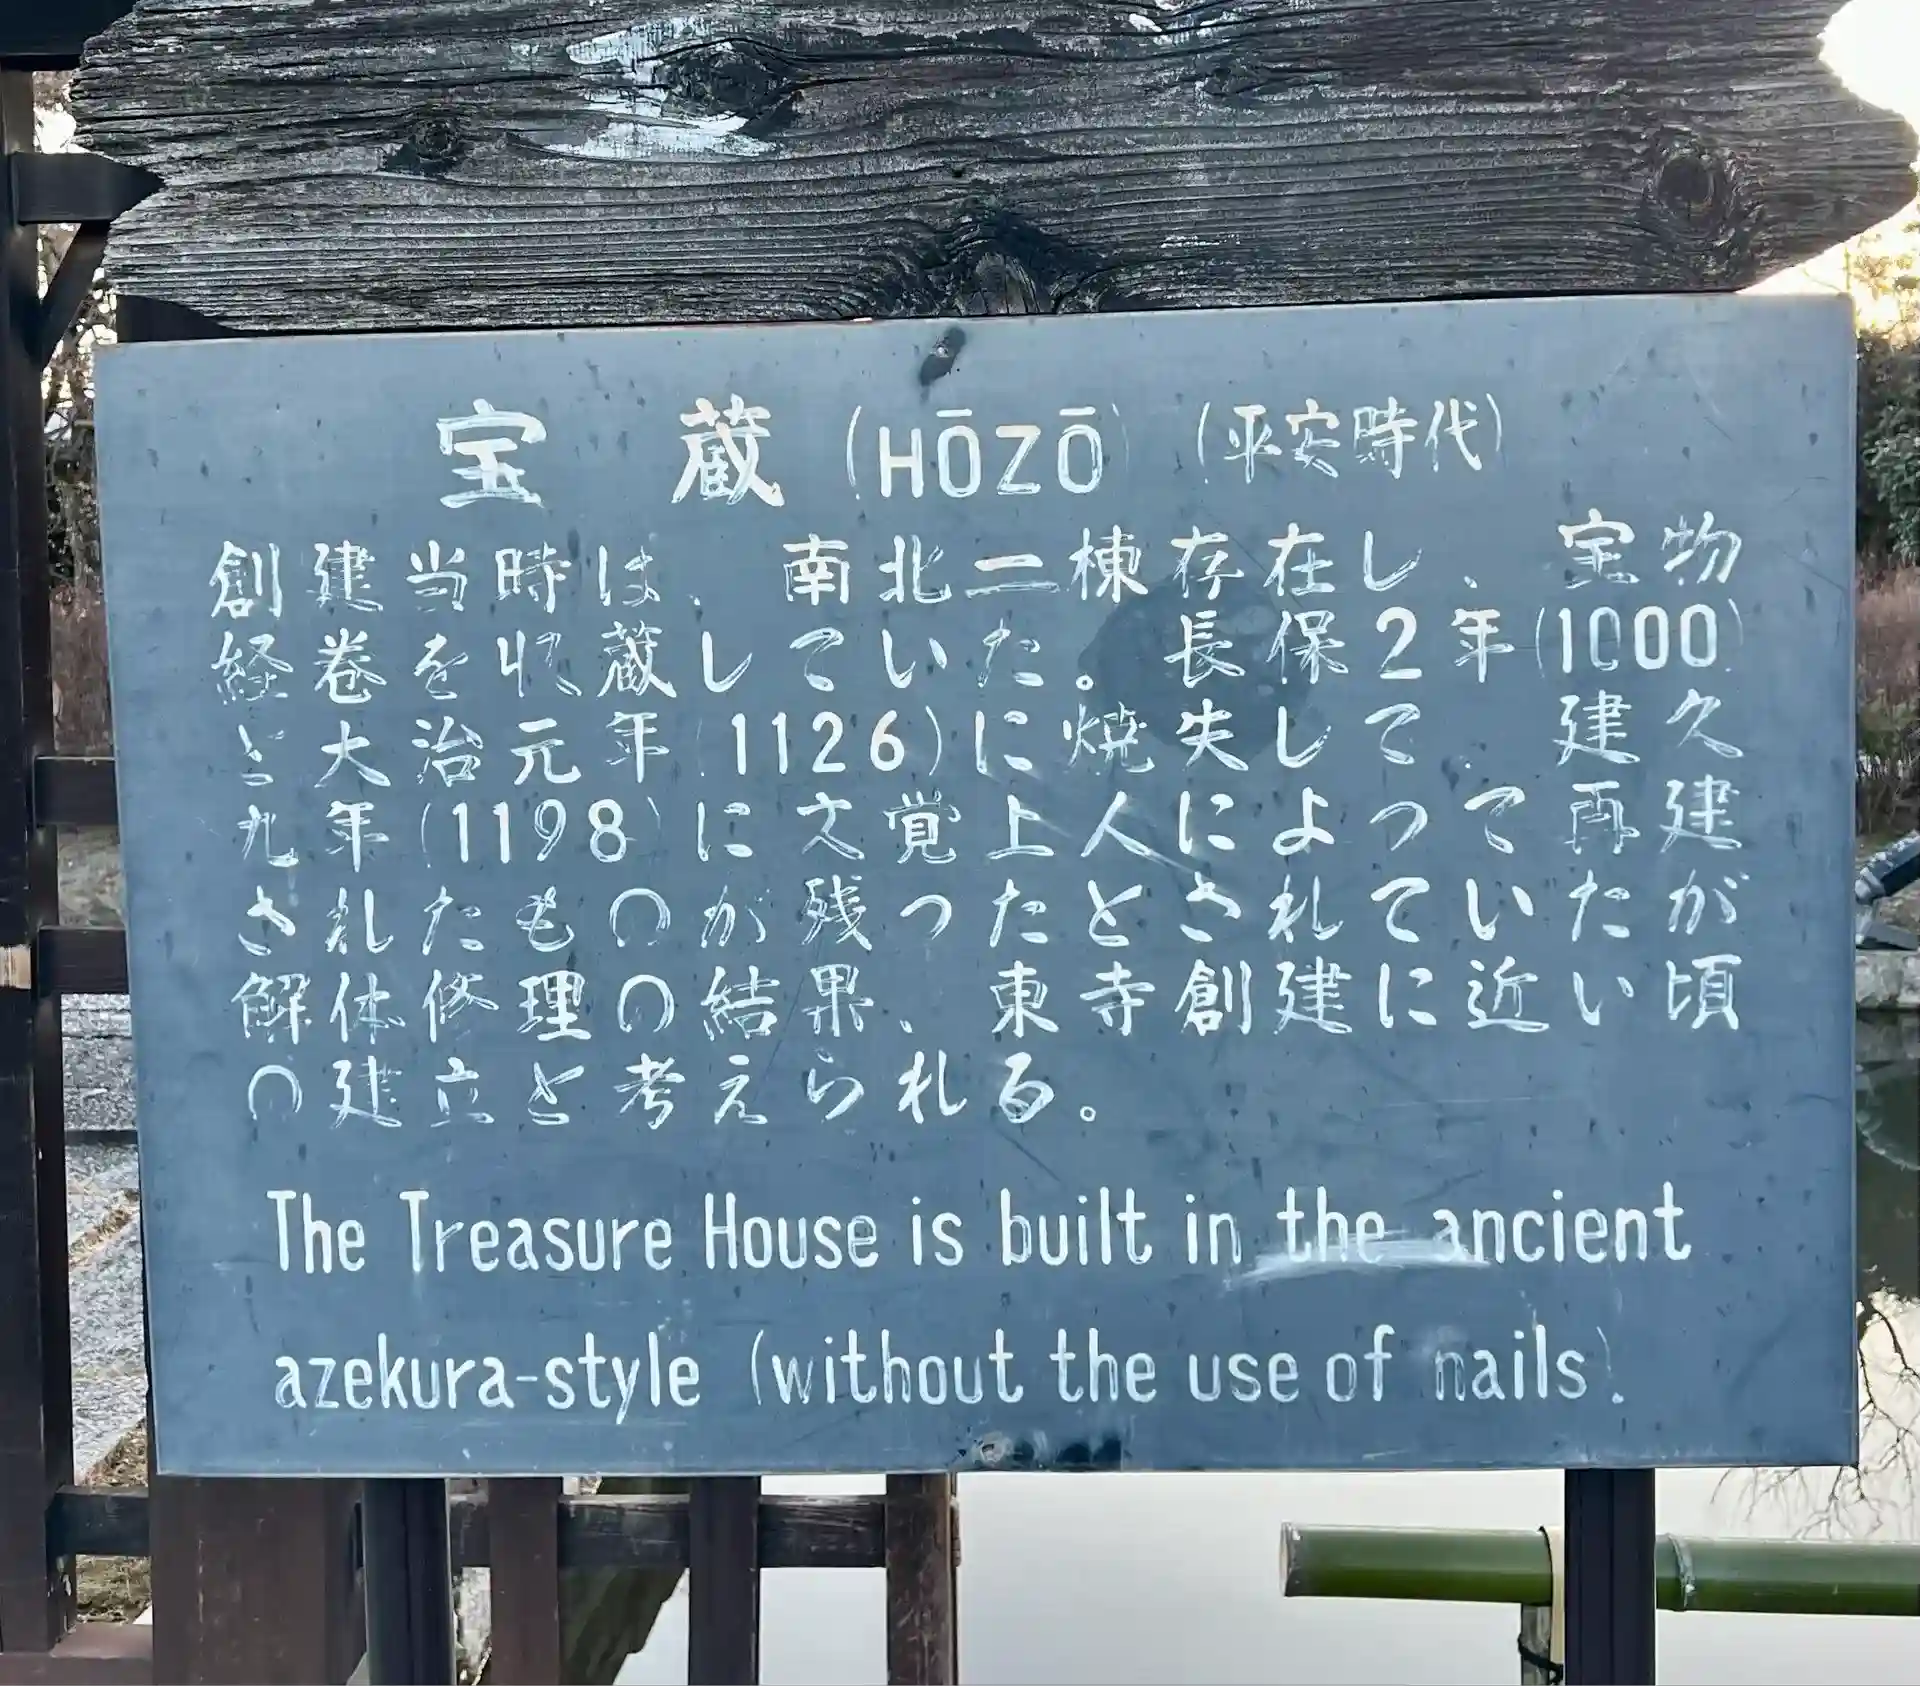 宝 蔵 (HŌZŌ) (平安時代)
創建当時は、南北二棟存在し、宝物
経巻を収蔵していた。長保2年(1000)
と大治元年(1126)に焼失して、建久
九年(1198)に文覚上人によって再建
されたものが残ったとされていたが
解体修理の結果、東寺創建に近い頃
の建立と考えられる。
The Treasure House is built in the ancient
azekura-style (without the use of nails).